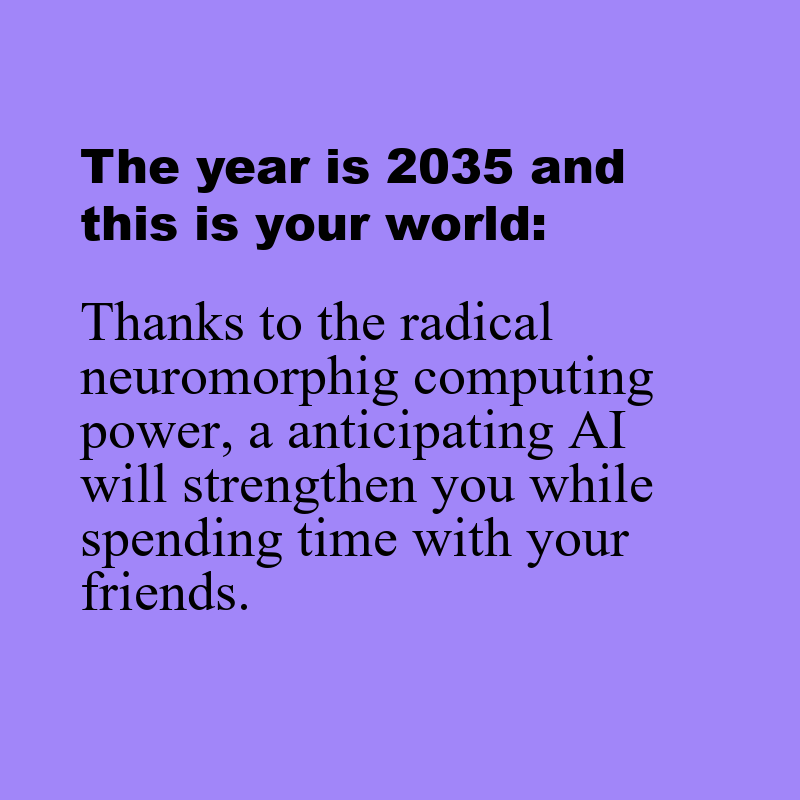 The year is 2035 and
this is your world:
Thanks to the radical
neuromorphig computing
power, a anticipating AI
will strengthen you while
spending time with your
friends.